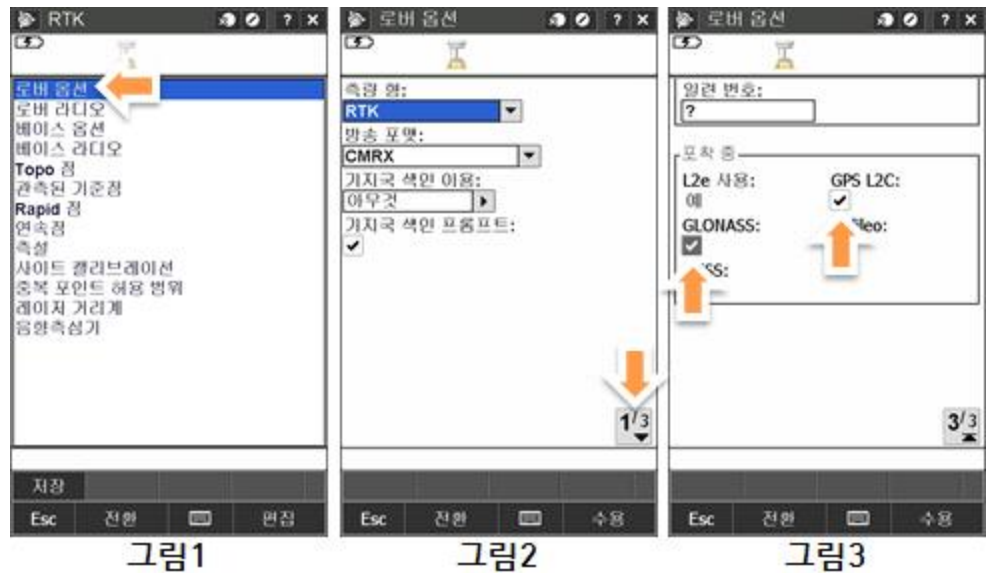 RTK
? ×
로버 옵션
로버 라디오
베이스 옵션
베이스 라디오
Topo 점
관측된 기준점
Rapid 점
연속점
측설
사이트 캘리브레이션
중복 포인트 허용 범위
레이저 거리계
음향측심기
저장
Esc 전환 편집
그림1
로버 옵션
? ×
측량 형:
RTK
방송 포맷:
CMRX
기지국 색인 이용:
아무것
기지국 색인 프롬프트:
1/3
Esc 전환 수용
그림2
로버 옵션
? ×
일련 번호:
?
포착 중
L2e 사용: GPS L2C:
예
GLONASS:
3/3
Esc 전환 수용
그림3